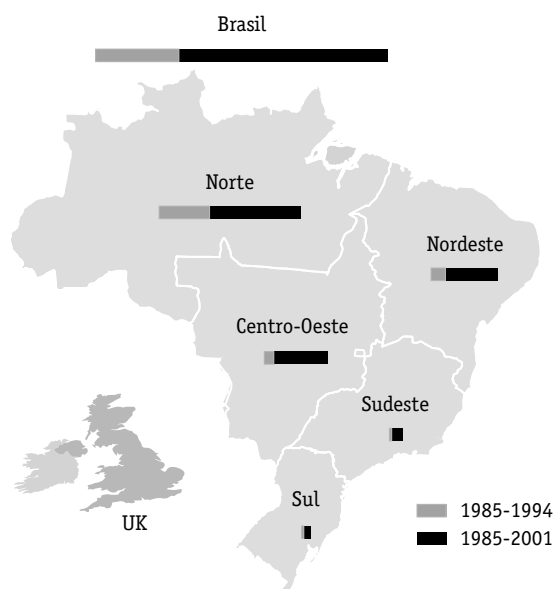 Brasil
Norte
Nordeste
Centro-Oeste
Sudeste
Sul
UK
1985-1994
1985-2001